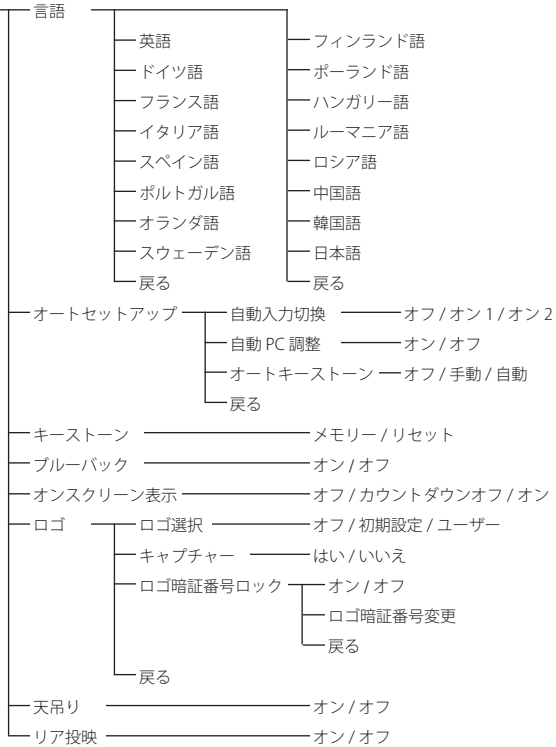 言語
英語 フィンランド語
ドイツ語 ポーランド語
フランス語 ハンガリー語
イタリア語 ルーマニア語
スペイン語 ロシア語
ポルトガル語 中国語
オランダ語 韓国語
スウェーデン語 日本語
戻る 戻る
オートセットアップ 自動入力切換 オフ / オン 1 / オン 2
自動 PC 調整 オン / オフ
オートキーストーン オフ / 手動 / 自動
戻る
キーストーン メモリー / リセット
ブルーバック オン / オフ
オンスクリーン表示 オフ / カウントダウンオフ / オン
ロゴ ロゴ選択 オフ / 初期設定 / ユーザー
キャプチャー はい / いいえ
ロゴ暗証番号ロック オン / オフ
ロゴ暗証番号変更
戻る
戻る
天吊り オン / オフ
リア投映 オン / オフ